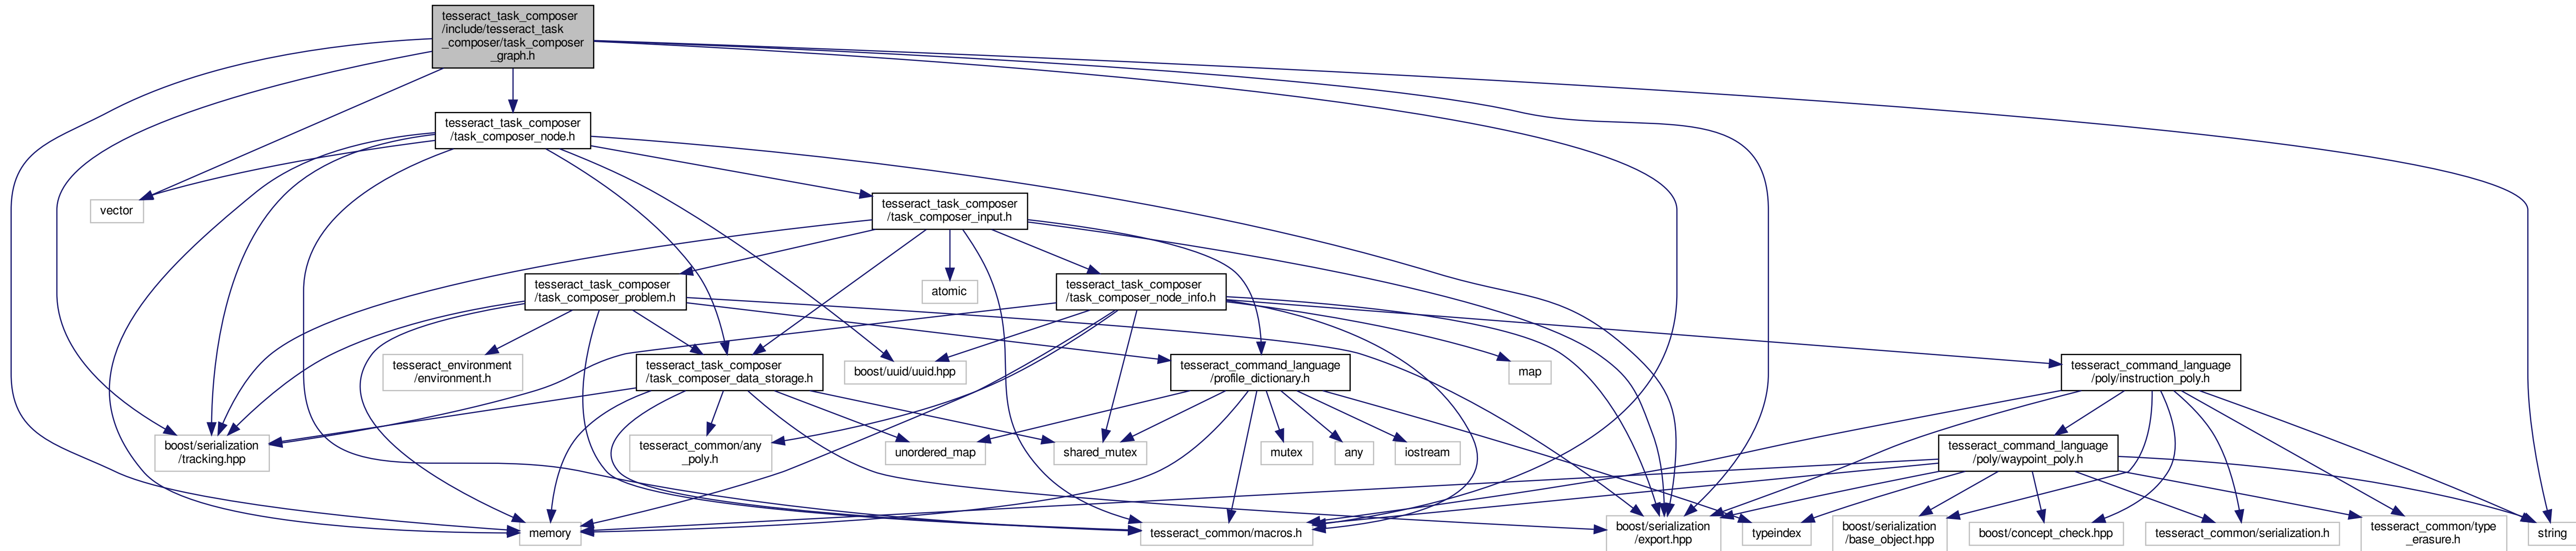 tesseract_task_composer
/include/tesseract_task
_composer/task_composer
_graph.h
tesseract_task_composer
/task_composer_node.h
vector
tesseract_task_composer
/task_composer_input.h
tesseract_task_composer
/task_composer_problem.h
atomic
tesseract_task_composer
/task_composer_node_info.h
tesseract_environment
/environment.h
tesseract_task_composer
/task_composer_data_storage.h
boost/uuid/uuid.hpp
tesseract_command_language
/profile_dictionary.h
map
tesseract_command_language
/poly/instruction_poly.h
boost/serialization
/tracking.hpp
tesseract_common/any
_poly.h
unordered_map
shared_mutex
mutex
any
iostream
tesseract_command_language
/poly/waypoint_poly.h
memory
tesseract_common/macros.h
boost/serialization
/export.hpp
typeindex
boost/serialization
/base_object.hpp
boost/concept_check.hpp
tesseract_common/serialization.h
tesseract_common/type
_erasure.h
string